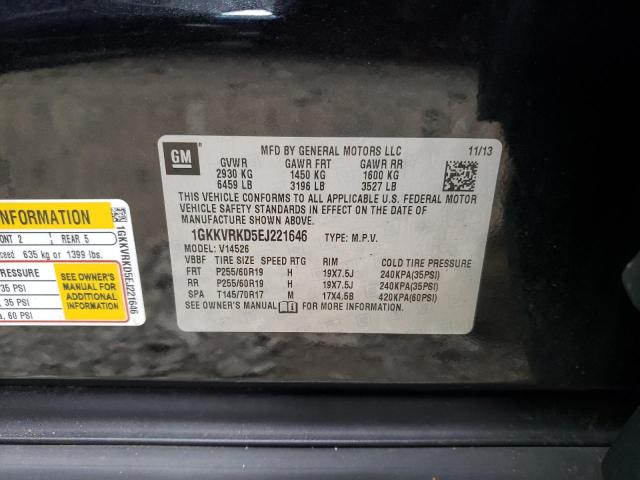 GM
MFD BY GENERAL MOTORS LLC 11/13
GVWR GAWR FRT GAWR RR
2930 KG 1450 KG 1600 KG
6459 LB 3196 LB 3527 LB
THIS VEHICLE CONFORMS TO ALL APPLICABLE U.S. FEDERAL MOTOR
VEHICLE SAFETY STANDARDS IN EFFECT ON THE DATE OF
MANUFACTURE SHOWN ABOVE.
1GKKVRKD5EJ221646 TYPE: M.P.V.
MODEL: V14526
VBBF TIRE SIZE SPEED RTG RIM COLD TIRE PRESSURE
FRT P255/60R19 H 19X7.5J 240KPA(35PSI)
RR P255/60R19 H 19X7.5J 240KPA(35PSI)
SPA T145/70R17 M 17X4.5B 420KPA(60PSI)
SEE OWNER'S MANUAL FOR MORE INFORMATION
INFORMATION
ONT 2 REAR 5
xceed 635 kg or 1399 lbs.
PRESSURE
35 PSI
, 35 PSI
a, 60 PSI
SEE OWNER'S
MANUAL FOR
ADDITIONAL
INFORMATION
1GKKVRKD5EJ221646